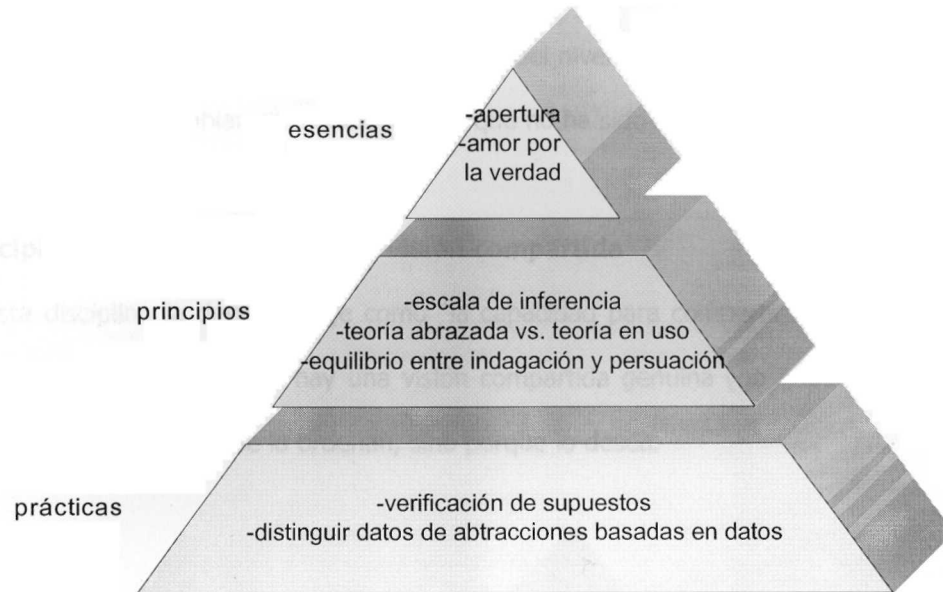 esencias
-apertura
-amor por
la verdad
principios
-escala de inferencia
-teoría abrazada vs. teoría en uso
-equilibrio entre indagación y persuación
prácticas
-verificación de supuestos
-distinguir datos de abtracciones basadas en datos